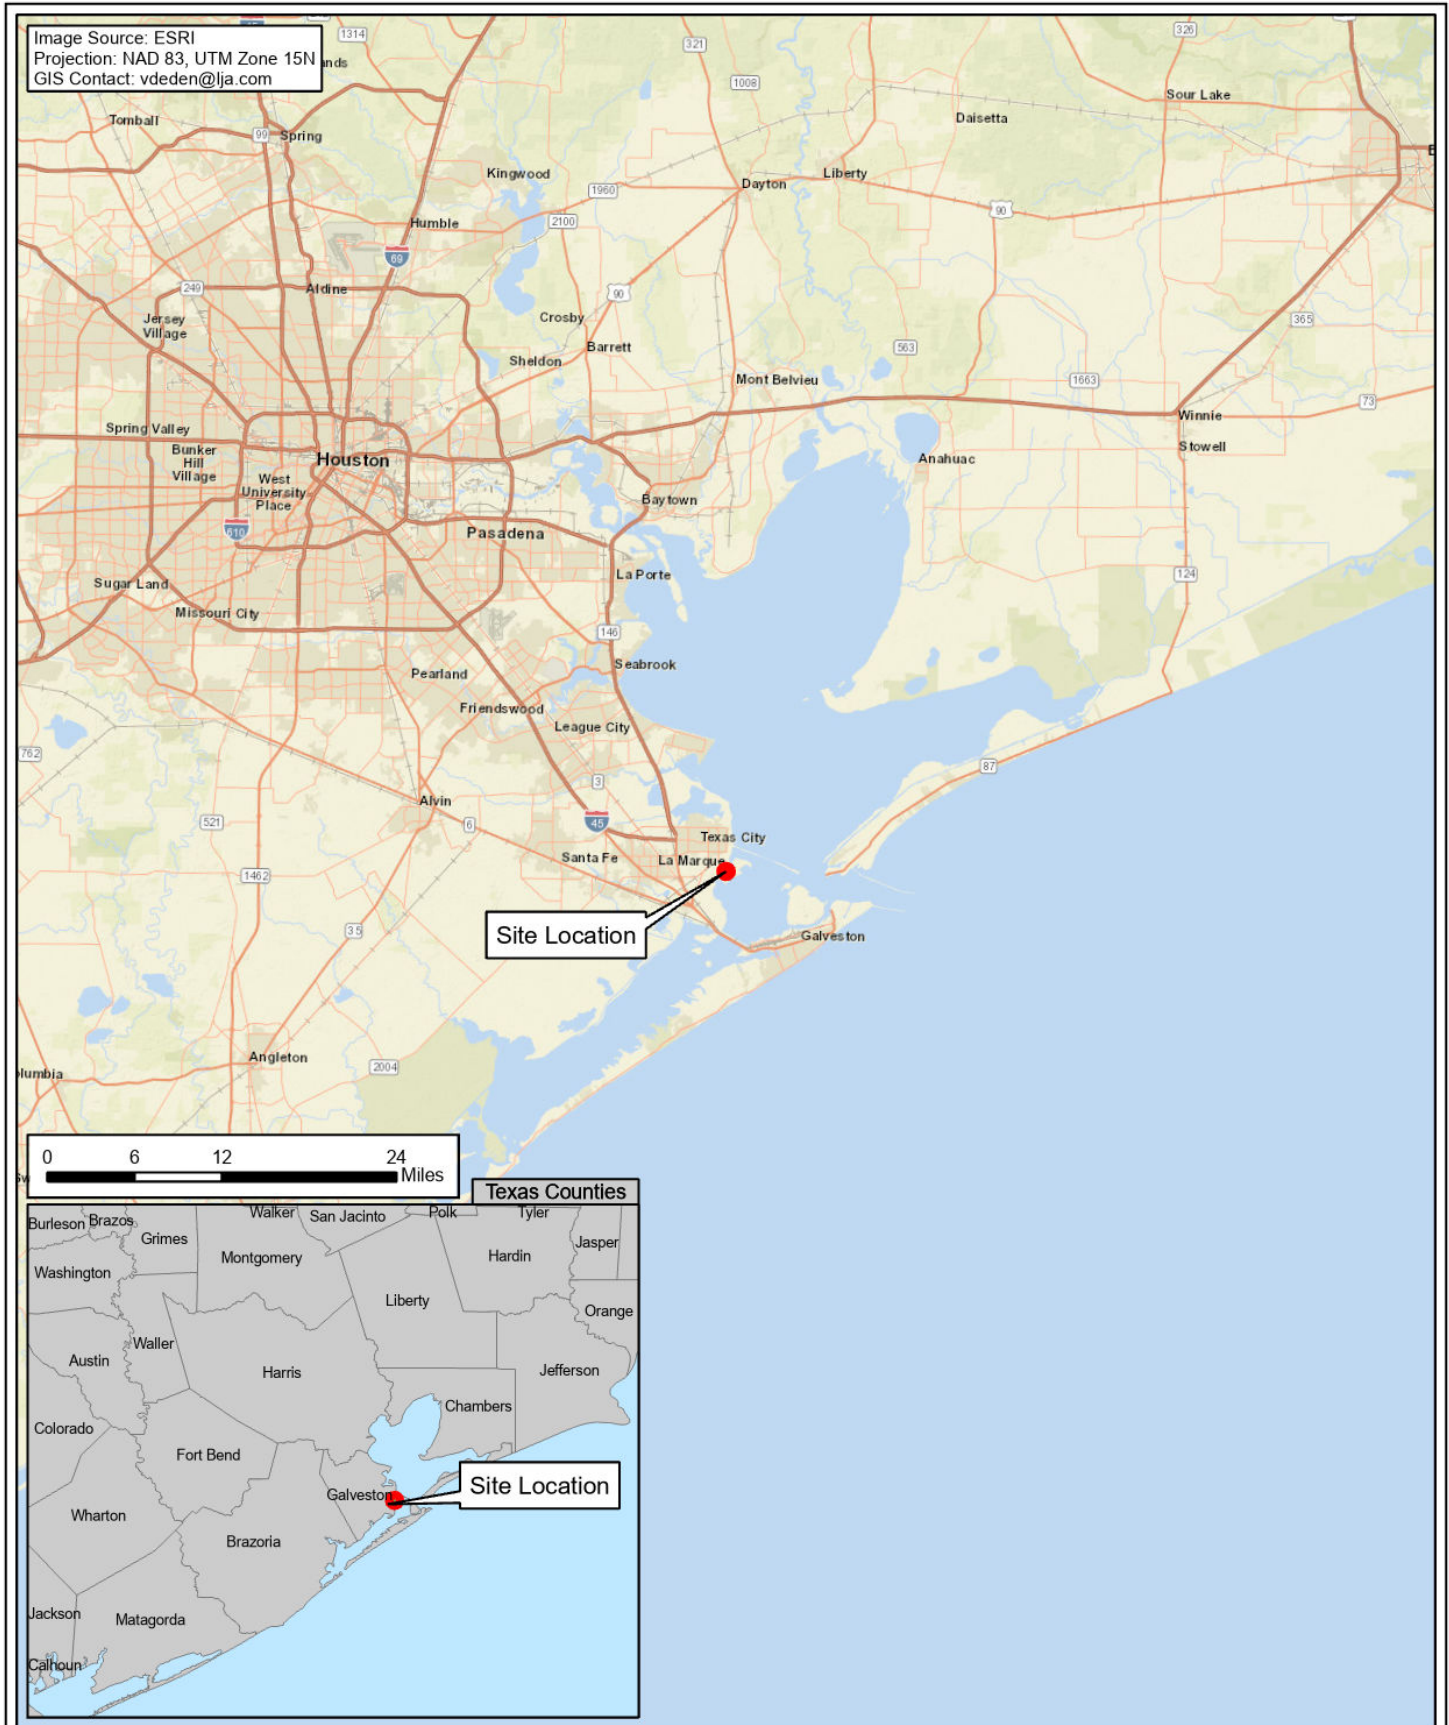 Image Source: ESRI
Projection: NAD 83, UTM Zone 15N
GIS Contact: vdeden@lja.com
1314
321
326
1008
Sour Lake
Tomball
99
Spring
Daisetta
Kingwood
1960
Dayton
Liberty
90
Humble
2100
69
249
Aldine
90
Jersey
Village
Crosby
365
Sheldon
Barrett
563
Mont Belvieu
1663
73
Winnie
Spring Valley
Stowell
Bunker
Hill
Village
Houston
Anahuac
West
University
Place
Baytown
610
Pasadena
La Porte
124
Sugar Land
Missouri City
146
Seabrook
Pearland
Friendswood
League City
762
87
3
Alvin
6
45
521
Texas City
Santa Fe
La Marque
1462
Site Location
35
Galveston
Angleton
2004
olumbia
0 6 12 24
Miles
Texas Counties
Walker
San Jacinto
Polk
Tyler
Burleson
Brazos
Grimes
Jasper
Montgomery
Hardin
Washington
Liberty
Orange
Waller
Austin
Harris
Jefferson
Chambers
Colorado
Fort Bend
Site Location
Galveston
Wharton
Brazoria
Jackson
Matagorda
Calhoun